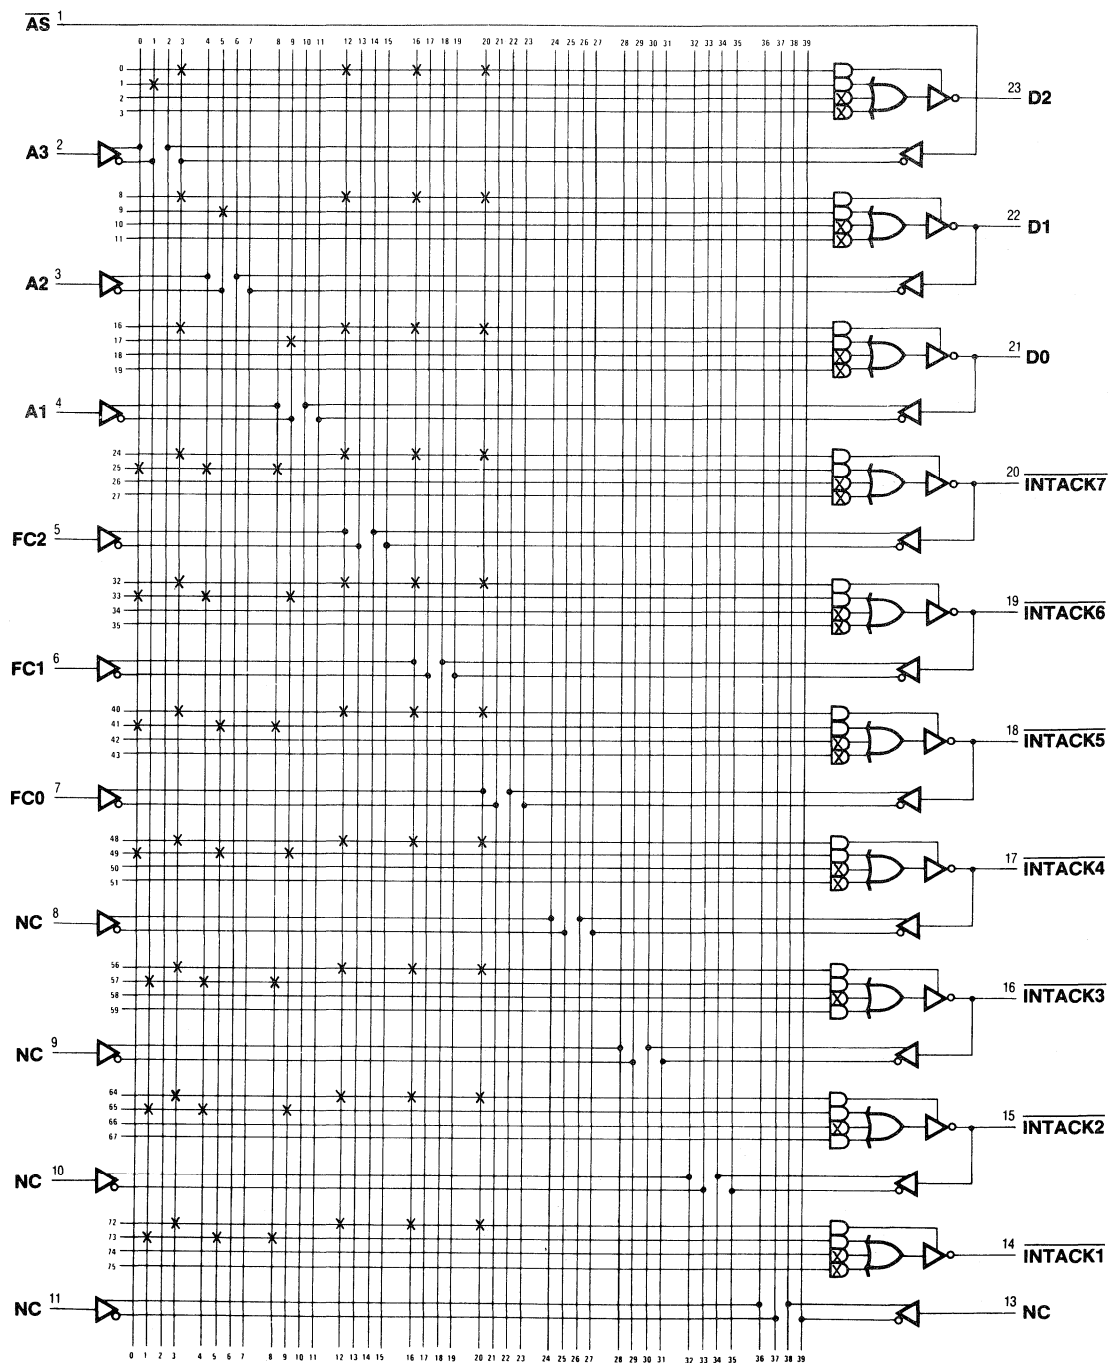 AS 1
0 1 2 3 4 5 6 7 8 9 10 11 12 13 14 15 16 17 18 19 20 21 22 23 24 25 26 27 28 29 30 31 32 33 34 35 36 37 38 39
0
1
2
3
23 D2
A3 2
8
9
10
11
22 D1
A2 3
16
17
18
19
21 D0
A1 4
24
25
26
27
20 INTACK7
FC2 5
32
33
34
35
19 INTACK6
FC1 6
40
41
42
43
18 INTACK5
FC0 7
48
49
50
51
17 INTACK4
NC 8
56
57
58
59
16 INTACK3
NC 9
64
65
66
67
15 INTACK2
NC 10
72
73
74
75
14 INTACK1
NC 11
13 NC
0 1 2 3 4 5 6 7 8 9 10 11 12 13 14 15 16 17 18 19 20 21 22 23 24 25 26 27 28 29 30 31 32 33 34 35 36 37 38 39